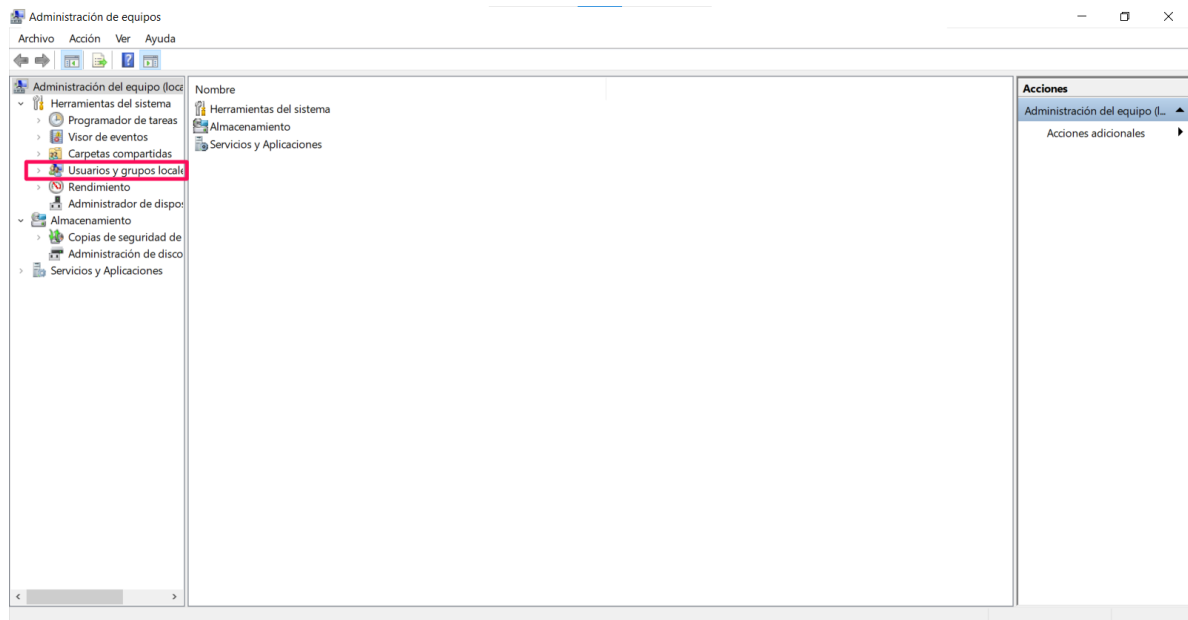 Administración de equipos
Archivo Acción Ver Ayuda
Administración del equipo (loca
Herramientas del sistema
Programador de tareas
Visor de eventos
Carpetas compartidas
Usuarios y grupos locale
Rendimiento
Administrador de dispos
Almacenamiento
Copias de seguridad de
Administración de disco
Servicios y Aplicaciones
Nombre
Herramientas del sistema
Almacenamiento
Servicios y Aplicaciones
Acciones
Administración del equipo (l...
Acciones adicionales